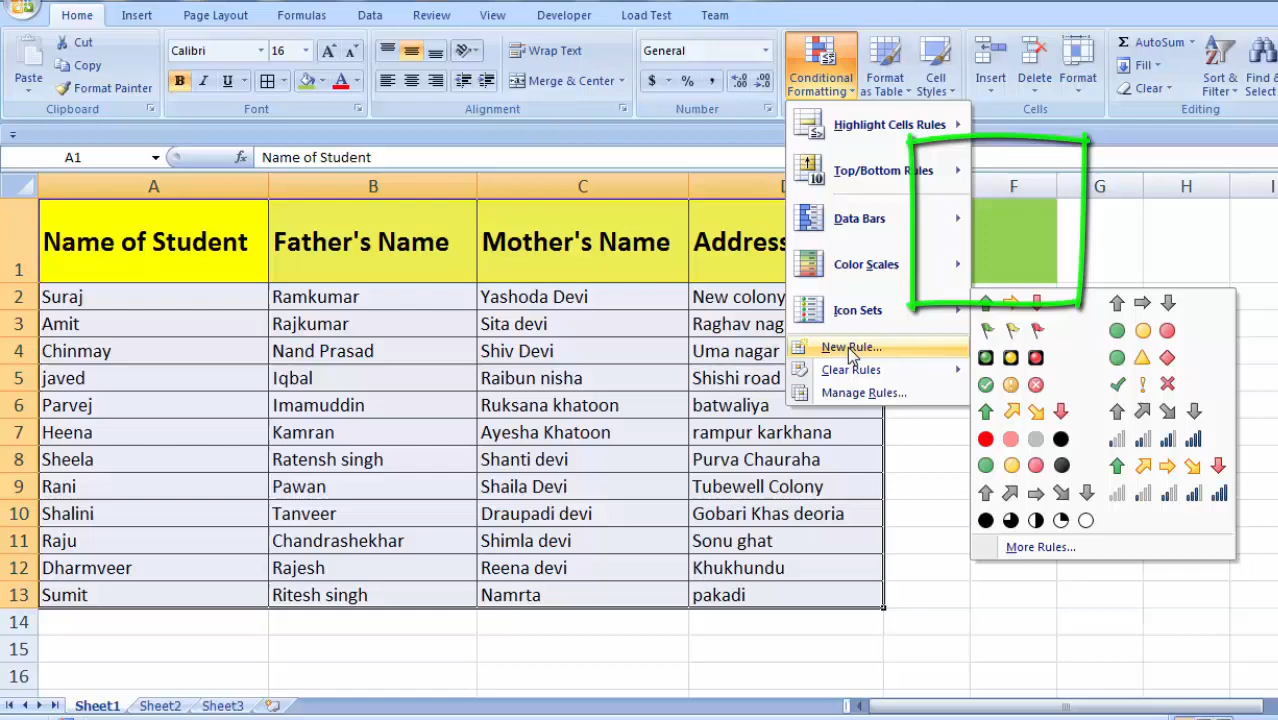 Home Insert Page Layout Formulas Data Review View Developer Load Test Team
Paste
Cut
Copy
Format Painter
Clipboard
Calibri 16 A A
B I U A
Font
Wrap Text
Merge & Center
Alignment
General
$ % ,
Number
Conditional Formatting
Format as Table
Cell Styles
Insert Delete Format
Cells
Σ AutoSum
Fill
Clear
Sort & Filter
Find Select
Editing
A1 fx Name of Student
A B C D F G H I
1 Name of Student Father's Name Mother's Name Address
2 Suraj Ramkumar Yashoda Devi New colony
3 Amit Rajkumar Sita devi Raghav nag
4 Chinmay Nand Prasad Shiv Devi Uma nagar
5 javed Iqbal Raibun nisha Shishi road
6 Parvej Imamuddin Ruksana khatoon batwaliya
7 Heena Kamran Ayesha Khatoon rampur karkhana
8 Sheela Ratensh singh Shanti devi Purva Chauraha
9 Rani Pawan Shaila Devi Tubewell Colony
10 Shalini Tanveer Draupadi devi Gobari Khas deoria
11 Raju Chandrashekhar Shimla devi Sonu ghat
12 Dharmveer Rajesh Reena devi Khukhundu
13 Sumit Ritesh singh Namrta pakadi
14
15
16
Highlight Cells Rules
Top/Bottom Rules
Data Bars
Color Scales
Icon Sets
New Rule...
Clear Rules
Manage Rules...
More Rules...
Sheet1 Sheet2 Sheet3